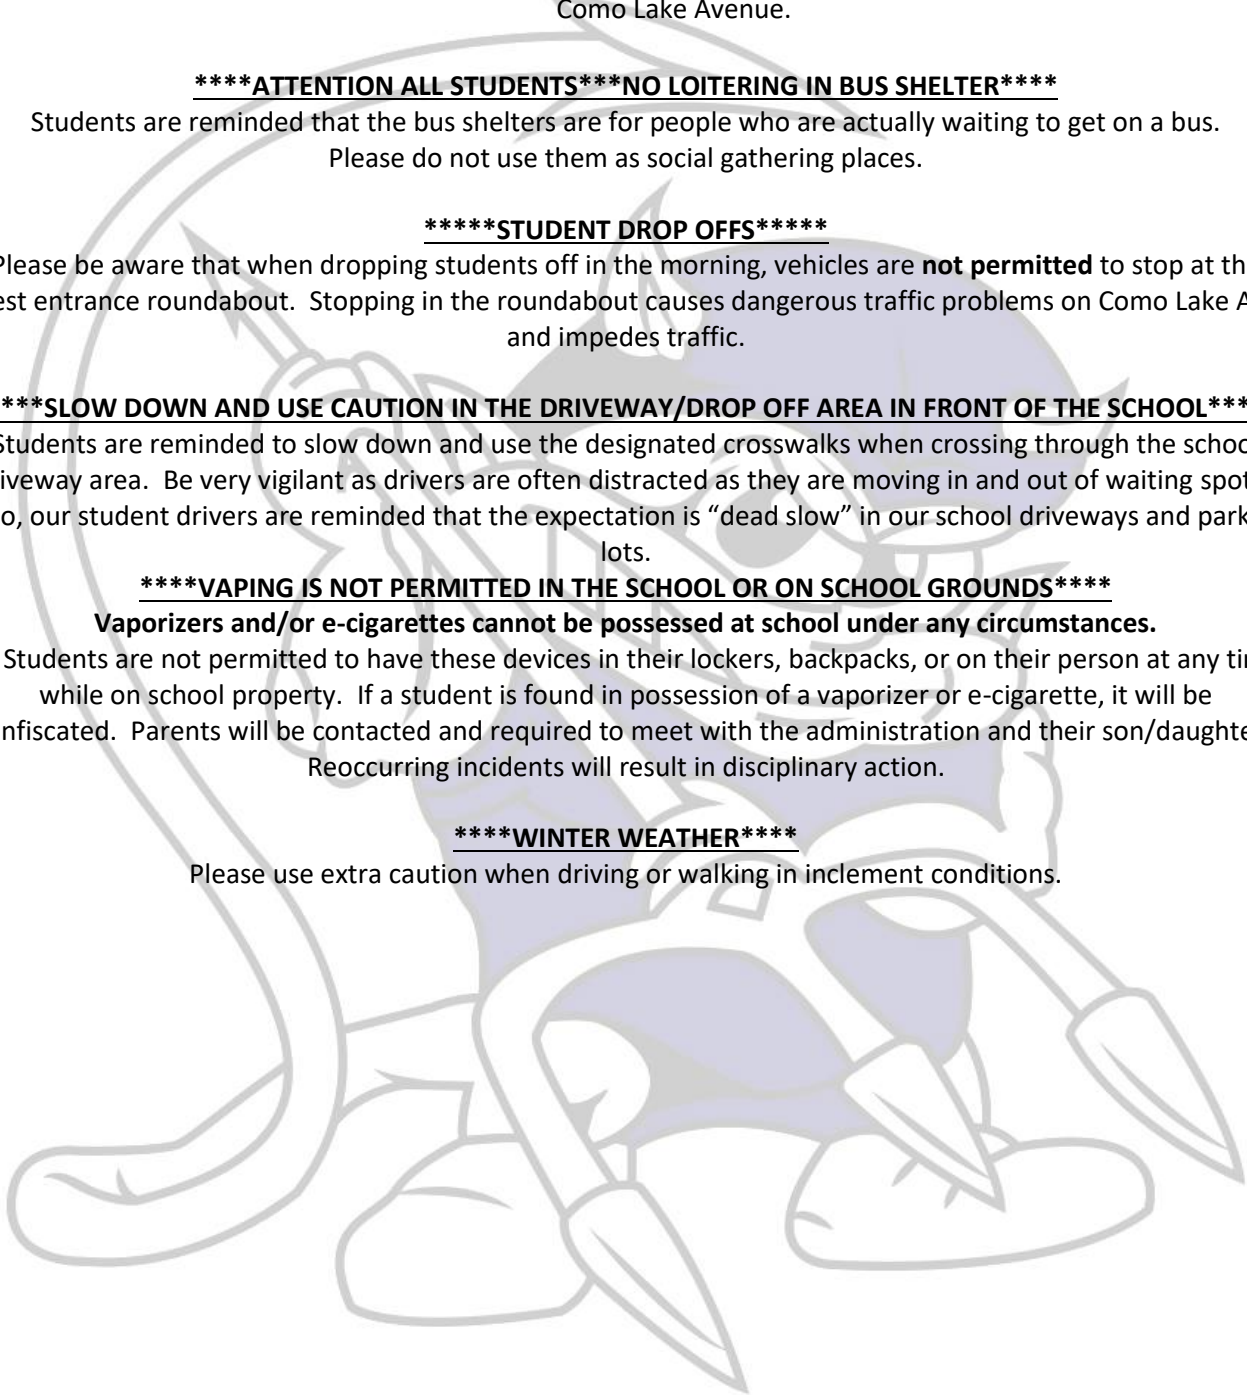 Como Lake Avenue.
****ATTENTION ALL STUDENTS***NO LOITERING IN BUS SHELTER****
Students are reminded that the bus shelters are for people who are actually waiting to get on a bus.
Please do not use them as social gathering places.
*****STUDENT DROP OFFS*****
Please be aware that when dropping students off in the morning, vehicles are not permitted to stop at th
est entrance roundabout. Stopping in the roundabout causes dangerous traffic problems on Como Lake A
and impedes traffic.
***SLOW DOWN AND USE CAUTION IN THE DRIVEWAY/DROP OFF AREA IN FRONT OF THE SCHOOL***
Students are reminded to slow down and use the designated crosswalks when crossing through the schoo
iveway area. Be very vigilant as drivers are often distracted as they are moving in and out of waiting spot
o, our student drivers are reminded that the expectation is “dead slow” in our school driveways and park
lots.
****VAPING IS NOT PERMITTED IN THE SCHOOL OR ON SCHOOL GROUNDS****
Vaporizers and/or e-cigarettes cannot be possessed at school under any circumstances.
Students are not permitted to have these devices in their lockers, backpacks, or on their person at any tir
while on school property. If a student is found in possession of a vaporizer or e-cigarette, it will be
nfiscated. Parents will be contacted and required to meet with the administration and their son/daughte
Reoccurring incidents will result in disciplinary action.
****WINTER WEATHER****
Please use extra caution when driving or walking in inclement conditions.